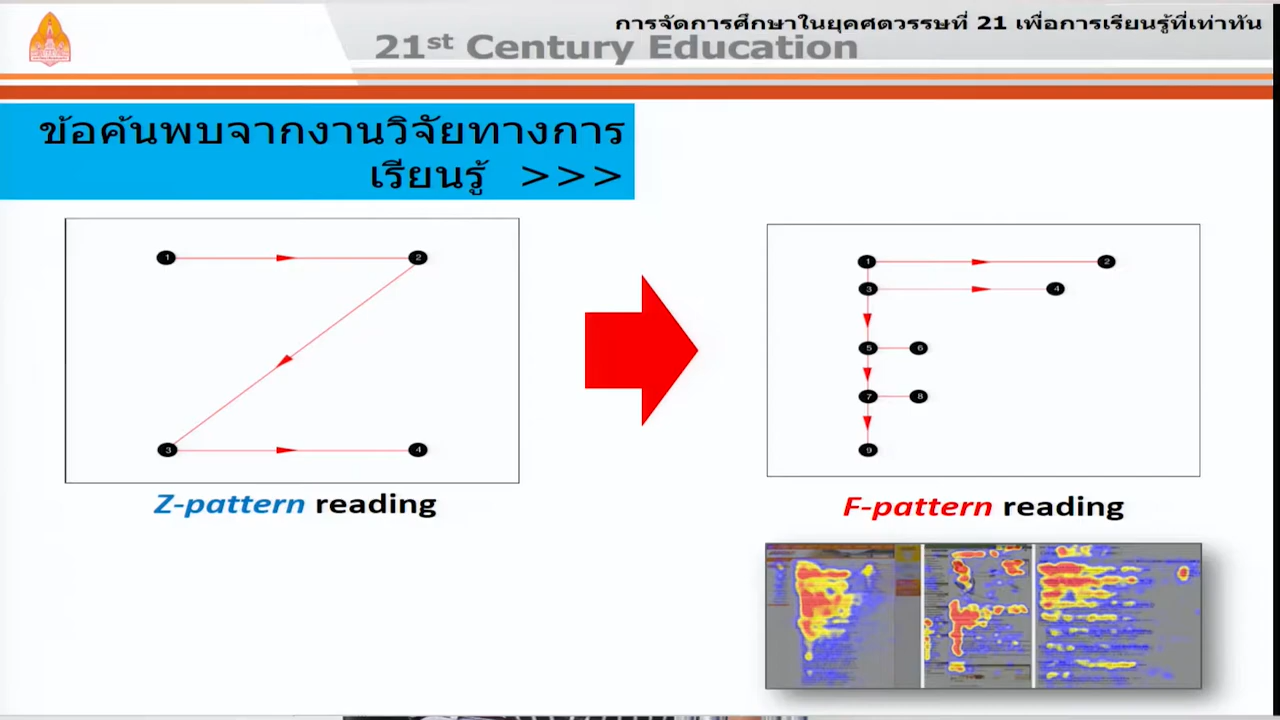 การจัดการศึกษาในยุคศตวรรษที่ 21 เพื่อการเรียนรู้ที่เท่าทัน
21st Century Education
ข้อค้นพบจากงานวิจัยทางการ
เรียนรู้ >>>
1 2
3 4
Z-pattern reading
1 2
3 4
5 6
7 8
9
F-pattern reading